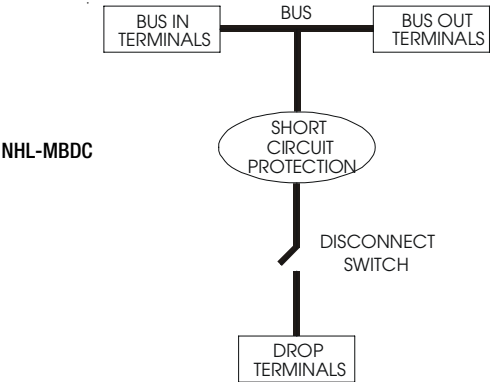 BUS IN
TERMINALS
BUS
BUS OUT
TERMINALS
NHL-MBDC
SHORT
CIRCUIT
PROTECTION
DISCONNECT
SWITCH
DROP
TERMINALS